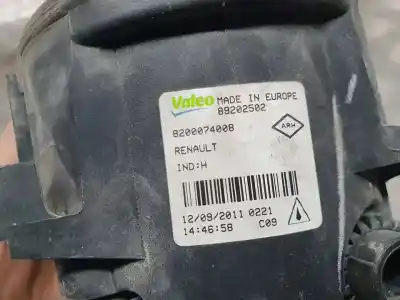 Valeo MADE IN EUROPE
89202502
8200074008
RENAULT
IND:H
12/09/2011 0221
14:46:58 C09